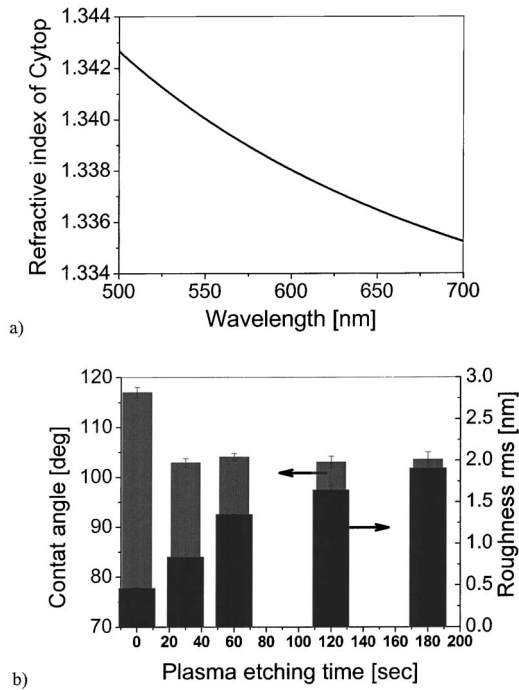 1.344
1.342
1.340
1.338
1.336
1.334
Refractive index of Cytop
500 550 600 650 700
Wavelength [nm]
a)
120
110
100
90
80
70
Contat angle [deg]
3.0
2.5
2.0
1.5
1.0
0.5
0.0
Roughness rms [nm]
0 20 40 60 80 100 120 140 160 180 200
Plasma etching time [sec]
b)